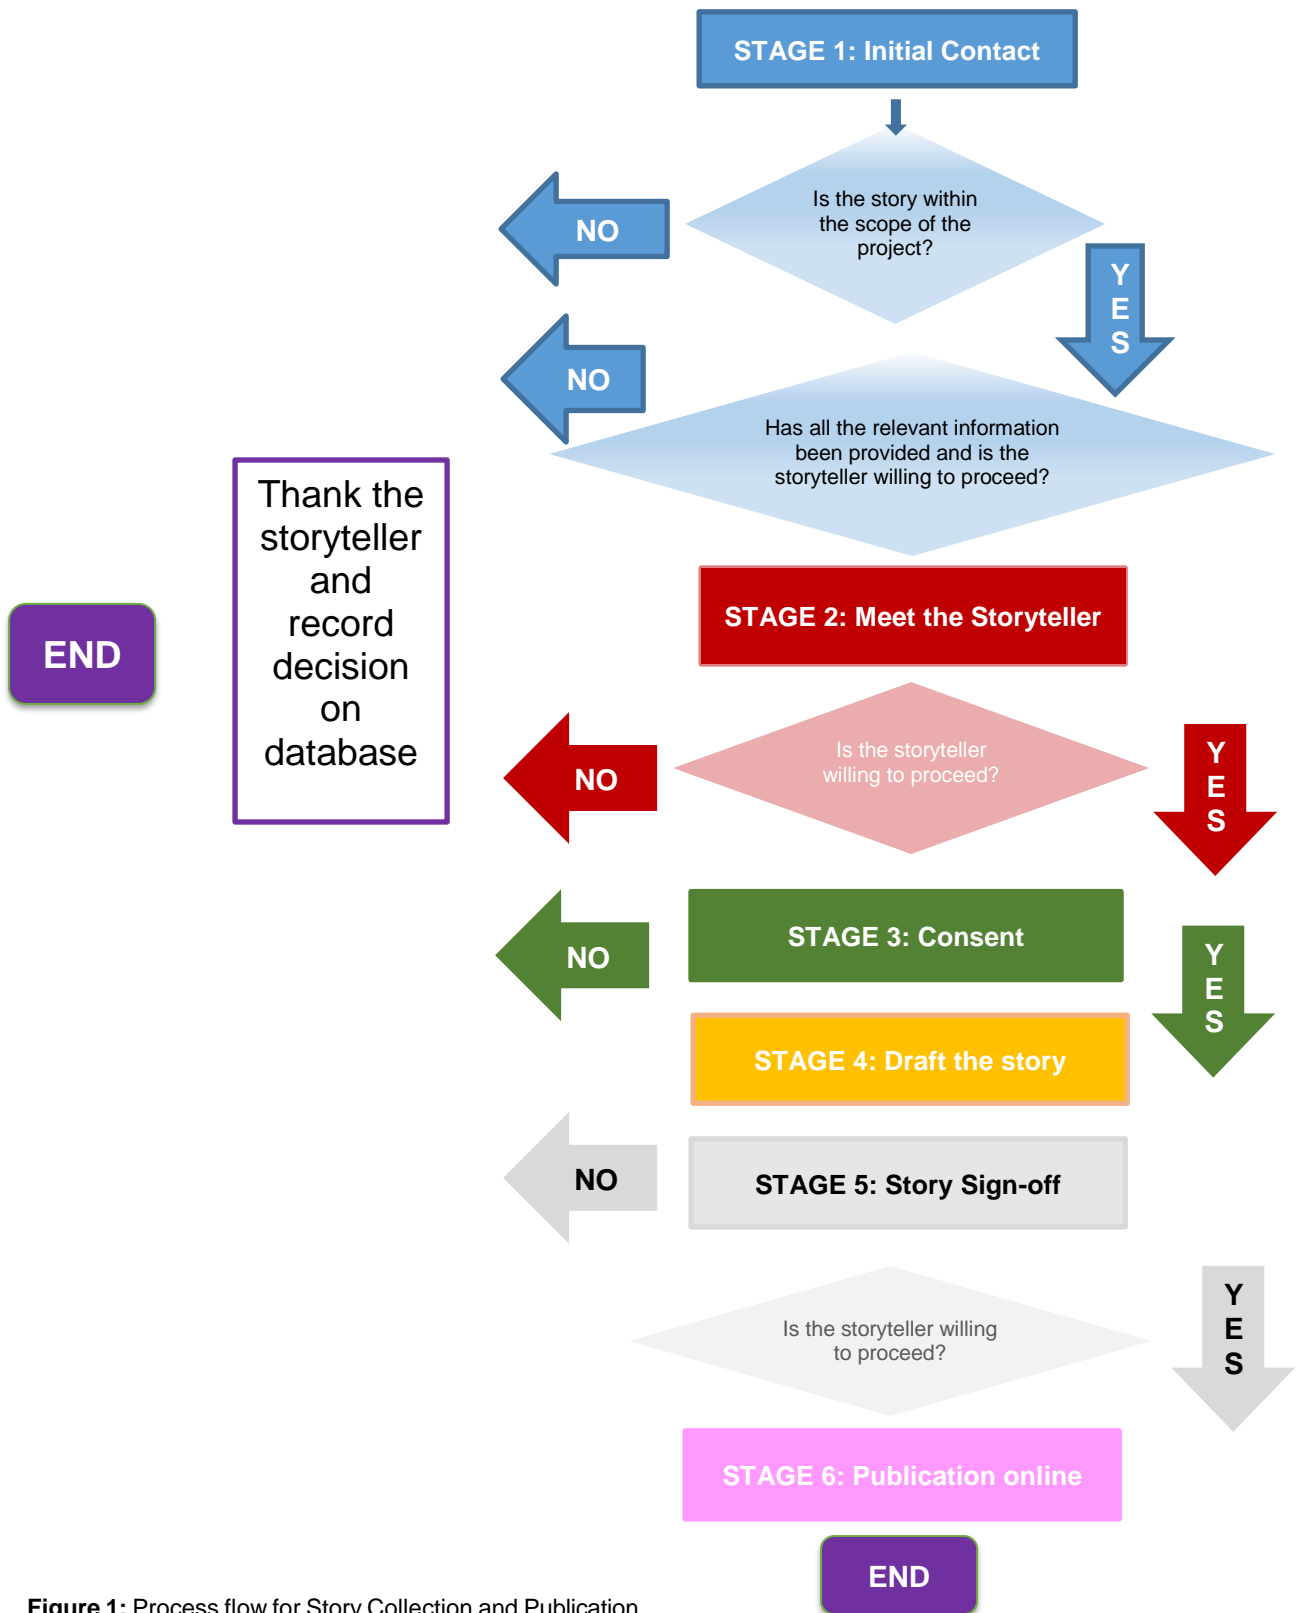 STAGE 1: Initial Contact
Is the story within
the scope of the
project?
NO
Y
E
S
NO
Has all the relevant information
been provided and is the
storyteller willing to proceed?
Thank the
storyteller
and
record
decision
on
database
END
STAGE 2: Meet the Storyteller
Is the storyteller
willing to proceed?
NO
Y
E
S
STAGE 3: Consent
NO
Y
E
S
STAGE 4: Draft the story
STAGE 5: Story Sign-off
NO
Is the storyteller willing
to proceed?
Y
E
S
STAGE 6: Publication online
END
Figure 1: Process flow for Story Collection and Publication